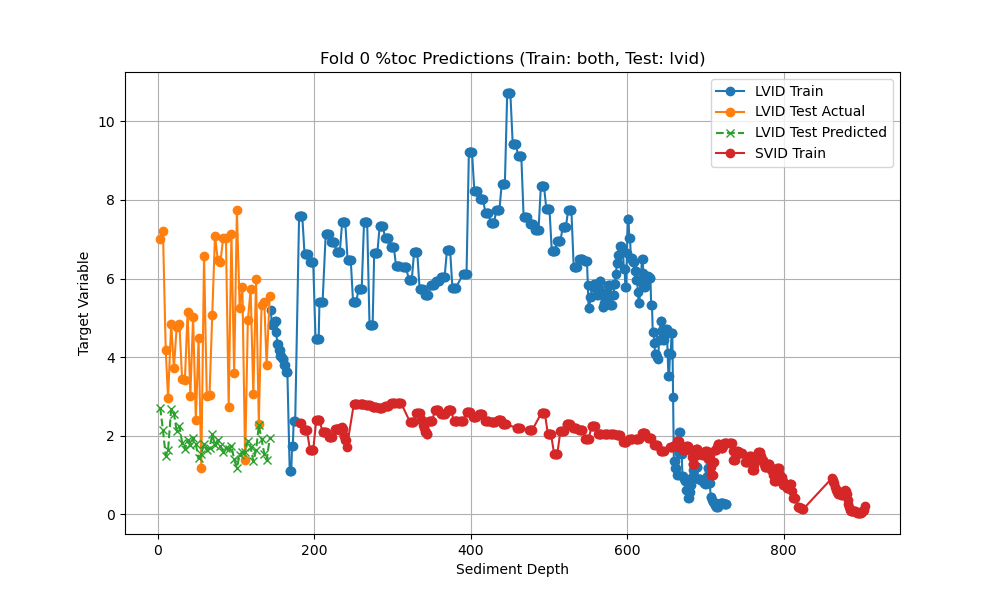 Fold 0 %toc Predictions (Train: both, Test: lvid)
LVID Train
LVID Test Actual
LVID Test Predicted
SVID Train
Target Variable
10
8
6
4
2
0
0 200 400 600 800
Sediment Depth